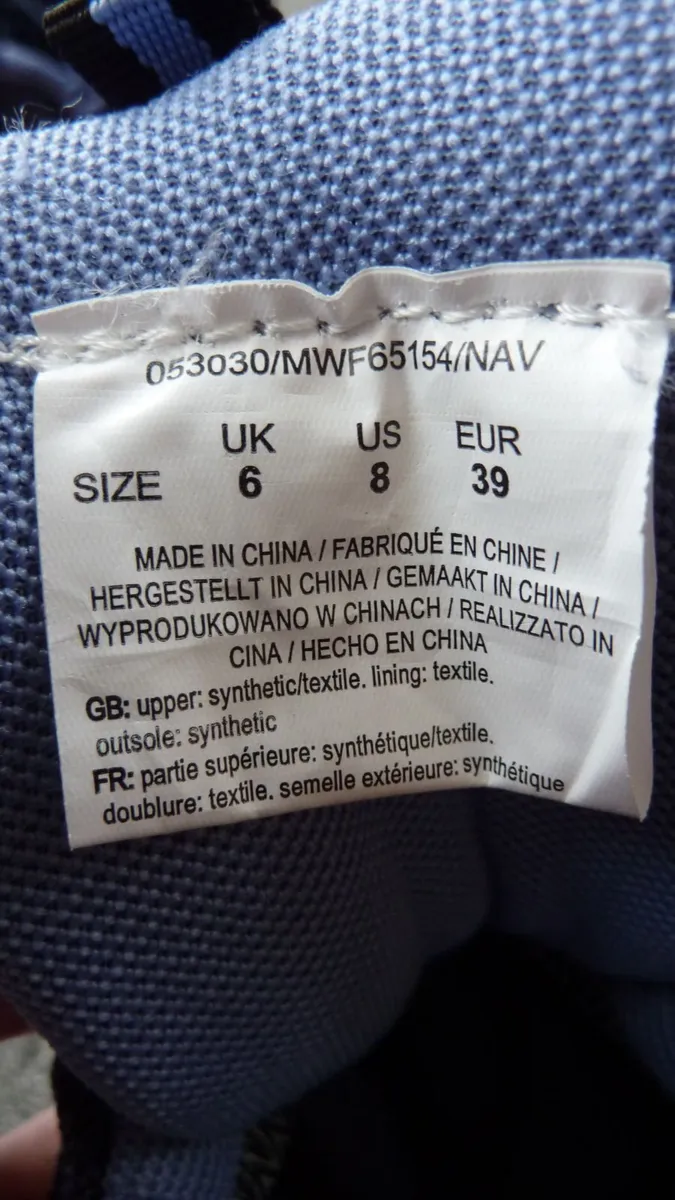 053030/MWF65154/NAV
UK US EUR
SIZE 6 8 39
MADE IN CHINA / FABRIQUÉ EN CHINE /
HERGESTELLT IN CHINA / GEMAAKT IN CHINA /
WYPRODUKOWANO W CHINACH / REALIZZATO IN
CINA / HECHO EN CHINA
GB: upper: synthetic/textile. lining: textile.
outsole: synthetic
FR: partie supérieure: synthétique/textile.
doublure: textile. semelle extérieure: synthétique